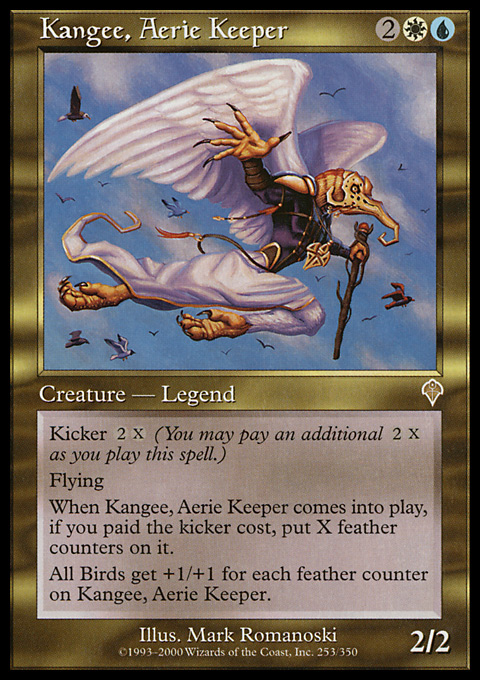 Kangee, Aerie Keeper 2
Creature — Legend
Kicker 2 X (You may pay an additional 2 X
as you play this spell.)
Flying
When Kangee, Aerie Keeper comes into play,
if you paid the kicker cost, put X feather
counters on it.
All Birds get +1/+1 for each feather counter
on Kangee, Aerie Keeper.
Illus. Mark Romanoski
2/2
©1993–2000 Wizards of the Coast, Inc. 253/350